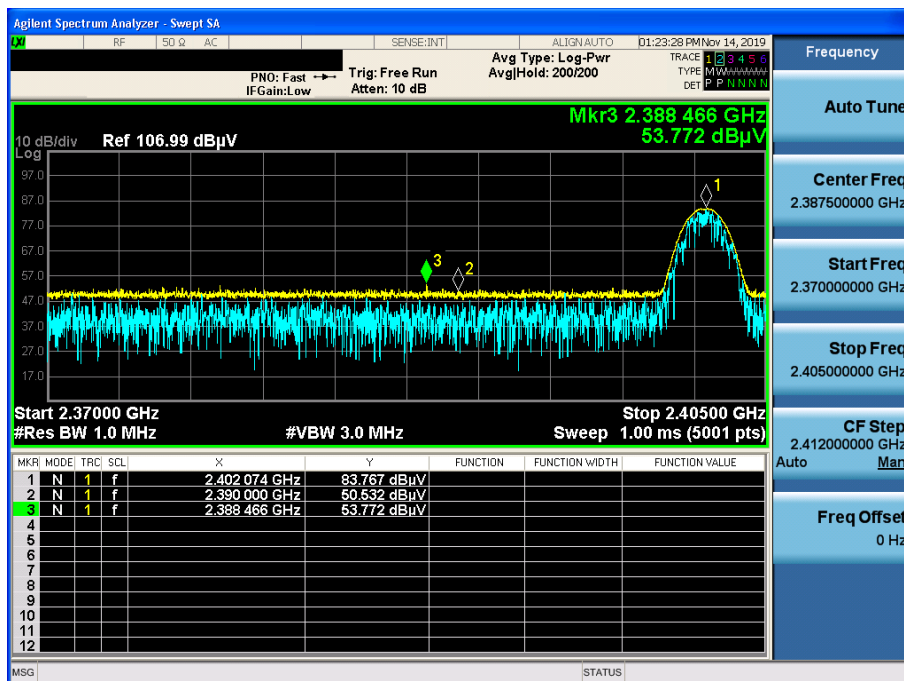 Agilent Spectrum Analyzer - Swept SA
LXI RF 50 Ω AC SENSE:INT ALIGN AUTO 01:23:28 PM Nov 14, 2019
Frequency
Avg Type: Log-Pwr
Avg|Hold: 200/200
TRACE 1 2 3 4 5 6
TYPE M W W W W W
DET P P N N N N
PNO: Fast
IFGain:Low
Trig: Free Run
Atten: 10 dB
Auto Tune
Mkr3 2.388 466 GHz
53.772 dBµV
10 dB/div Ref 106.99 dBµV
Log
97.0
87.0
77.0
67.0
57.0
47.0
37.0
27.0
17.0
1
3
2
Center Freq
2.387500000 GHz
Start Freq
2.370000000 GHz
Stop Freq
2.405000000 GHz
CF Step
2.412000000 GHz
Auto Man
Freq Offset
0 Hz
Start 2.37000 GHz Stop 2.40500 GHz
#Res BW 1.0 MHz #VBW 3.0 MHz Sweep 1.00 ms (5001 pts)
MKR MODE TRC SCL X Y FUNCTION FUNCTION WIDTH FUNCTION VALUE
1 N 1 f 2.402 074 GHz 83.767 dBµV
2 N 1 f 2.390 000 GHz 50.532 dBµV
3 N 1 f 2.388 466 GHz 53.772 dBµV
4
5
6
7
8
9
10
11
12
MSG STATUS